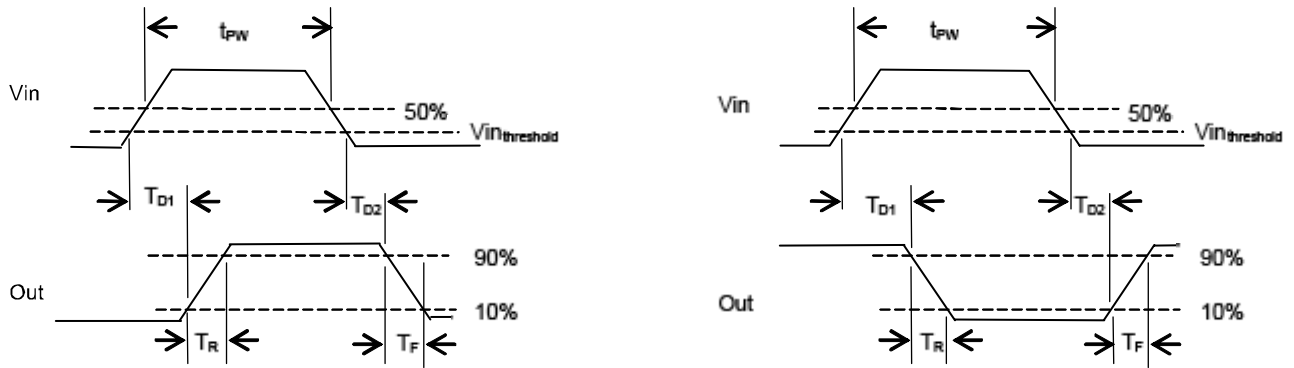 tPW
Vin
50%
Vinthreshold
TD1
TD2
90%
Out
10%
TR
TF
tPW
Vin
50%
Vinthreshold
TD1
TD2
90%
Out
10%
TR
TF